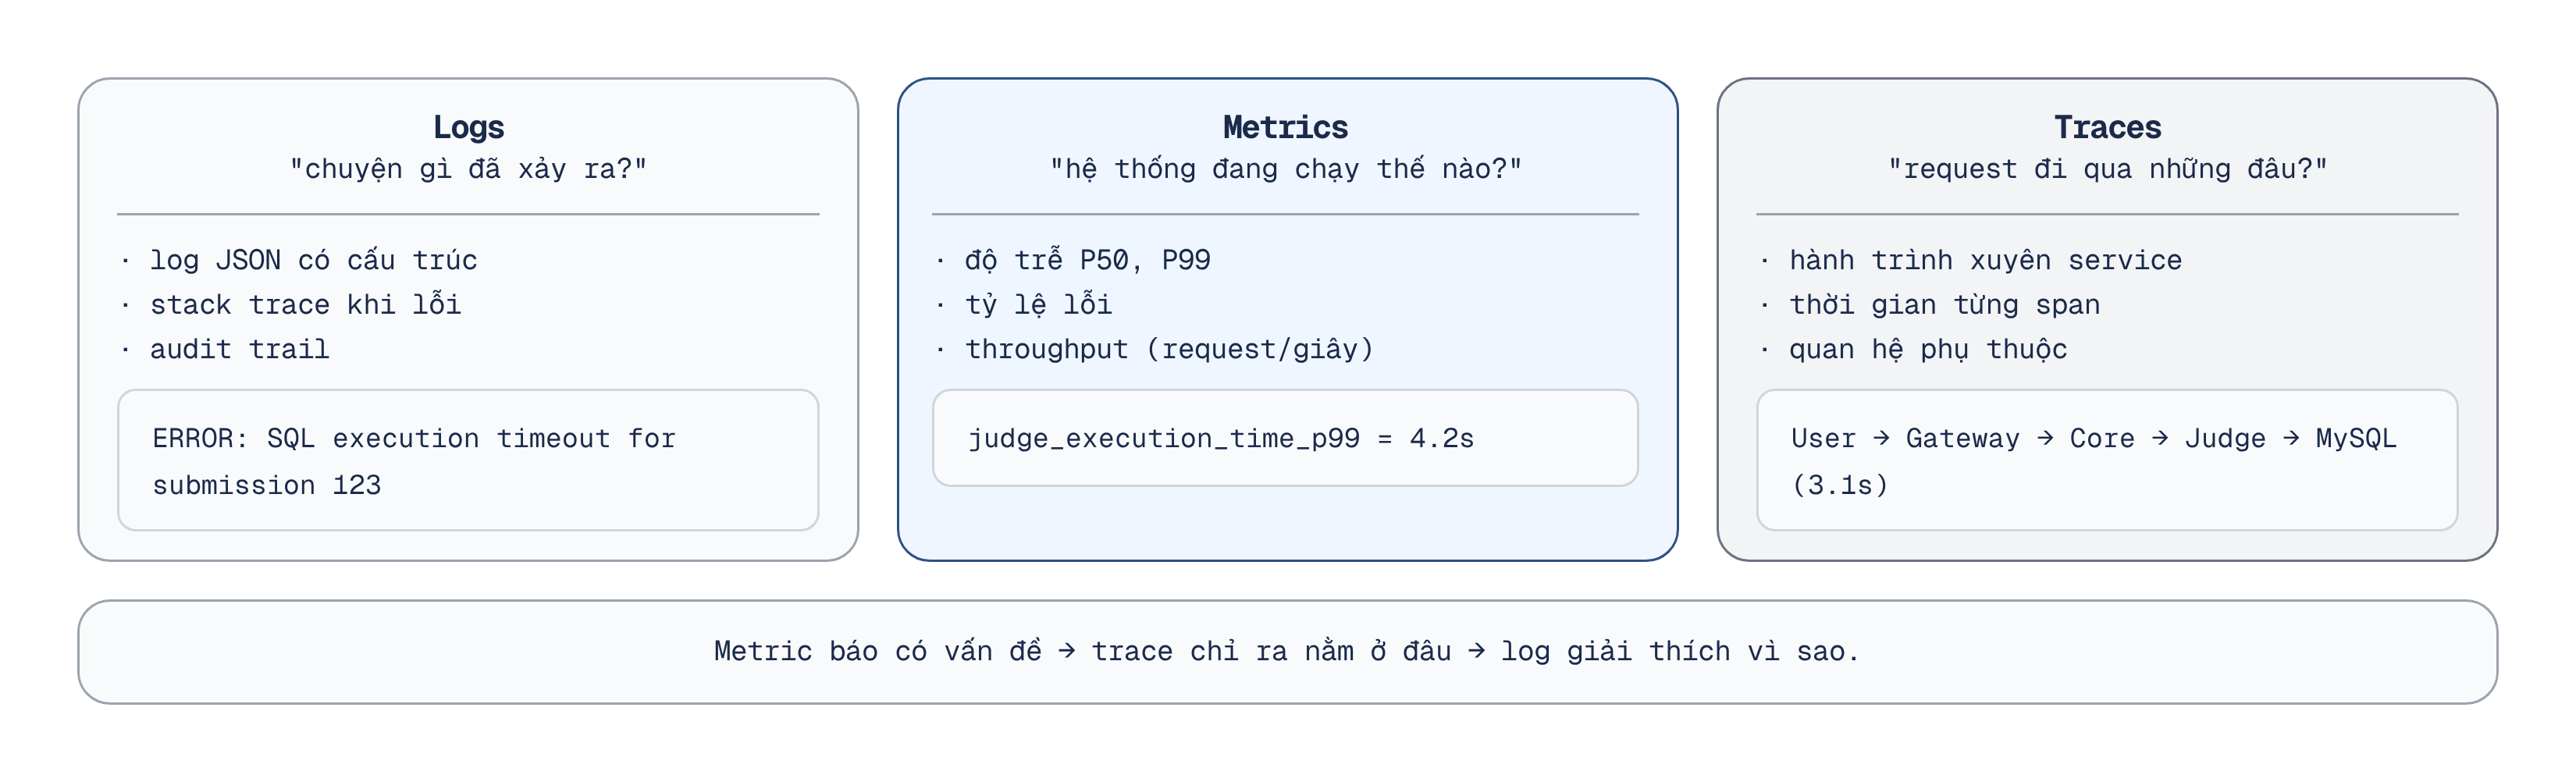 Logs
"chuyện gì đã xảy ra?"
· log JSON có cấu trúc
· stack trace khi lỗi
· audit trail
ERROR: SQL execution timeout for
submission 123
Metrics
"hệ thống đang chạy thế nào?"
· độ trễ P50, P99
· tỷ lệ lỗi
· throughput (request/giây)
judge_execution_time_p99 = 4.2s
Traces
"request đi qua những đâu?"
· hành trình xuyên service
· thời gian từng span
· quan hệ phụ thuộc
User → Gateway → Core → Judge → MySQL
(3.1s)
Metric báo có vấn đề → trace chỉ ra nằm ở đâu → log giải thích vì sao.